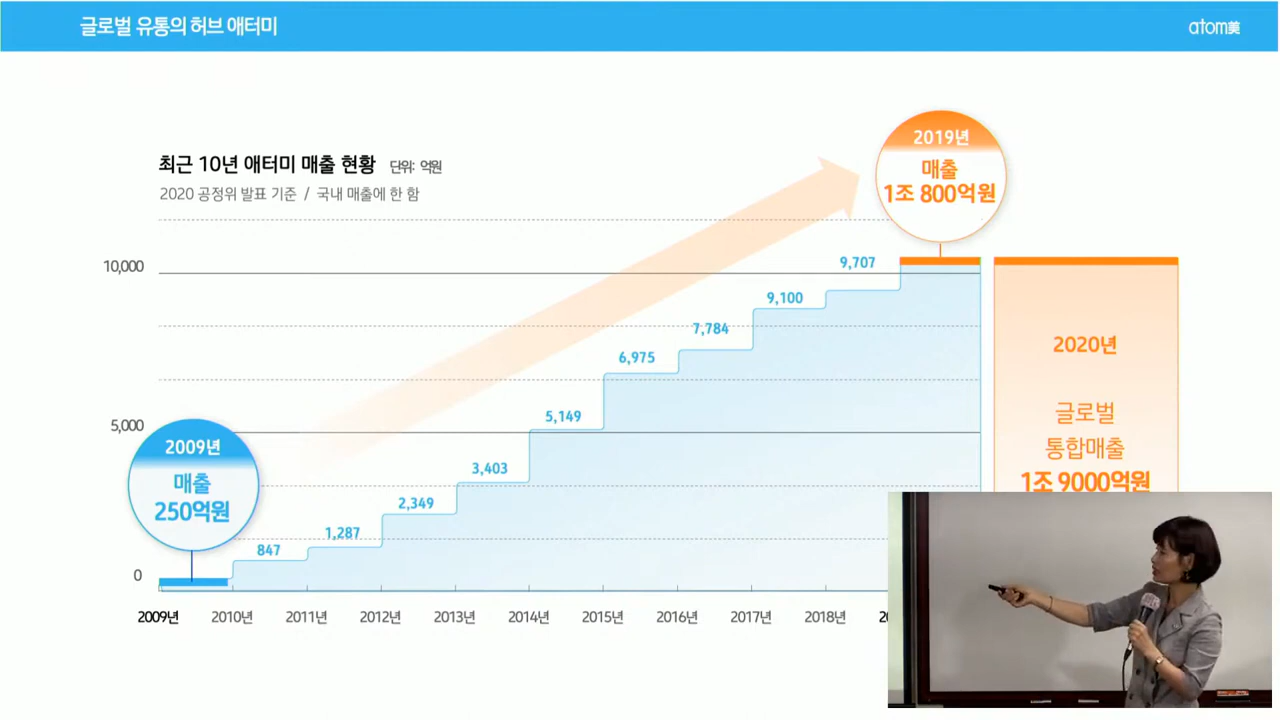 글로벌 유통의 허브 애터미
atom美
최근 10년 애터미 매출 현황 단위: 억원
2020 공정위 발표 기준 / 국내 매출에 한 함
2019년
매출
1조 800억원
10,000
9,707
9,100
7,784
6,975
5,149
5,000
3,403
2,349
1,287
847
0
2009년
매출
250억원
2020년
글로벌
통합매출
1조 9000억원
2009년 2010년 2011년 2012년 2013년 2014년 2015년 2016년 2017년 2018년